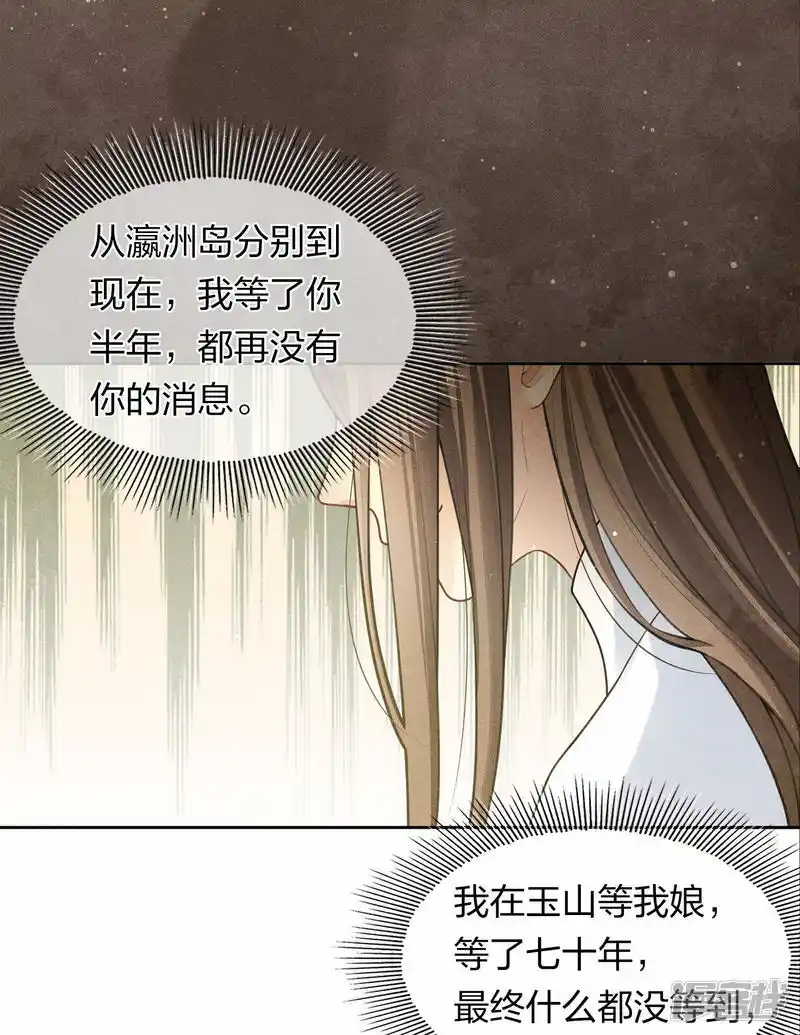 从瀛洲岛分别到
现在，我等了你
半年，都再没有
你的消息。
我在玉山等我娘，
等了七十年，
最终什么都没等到，